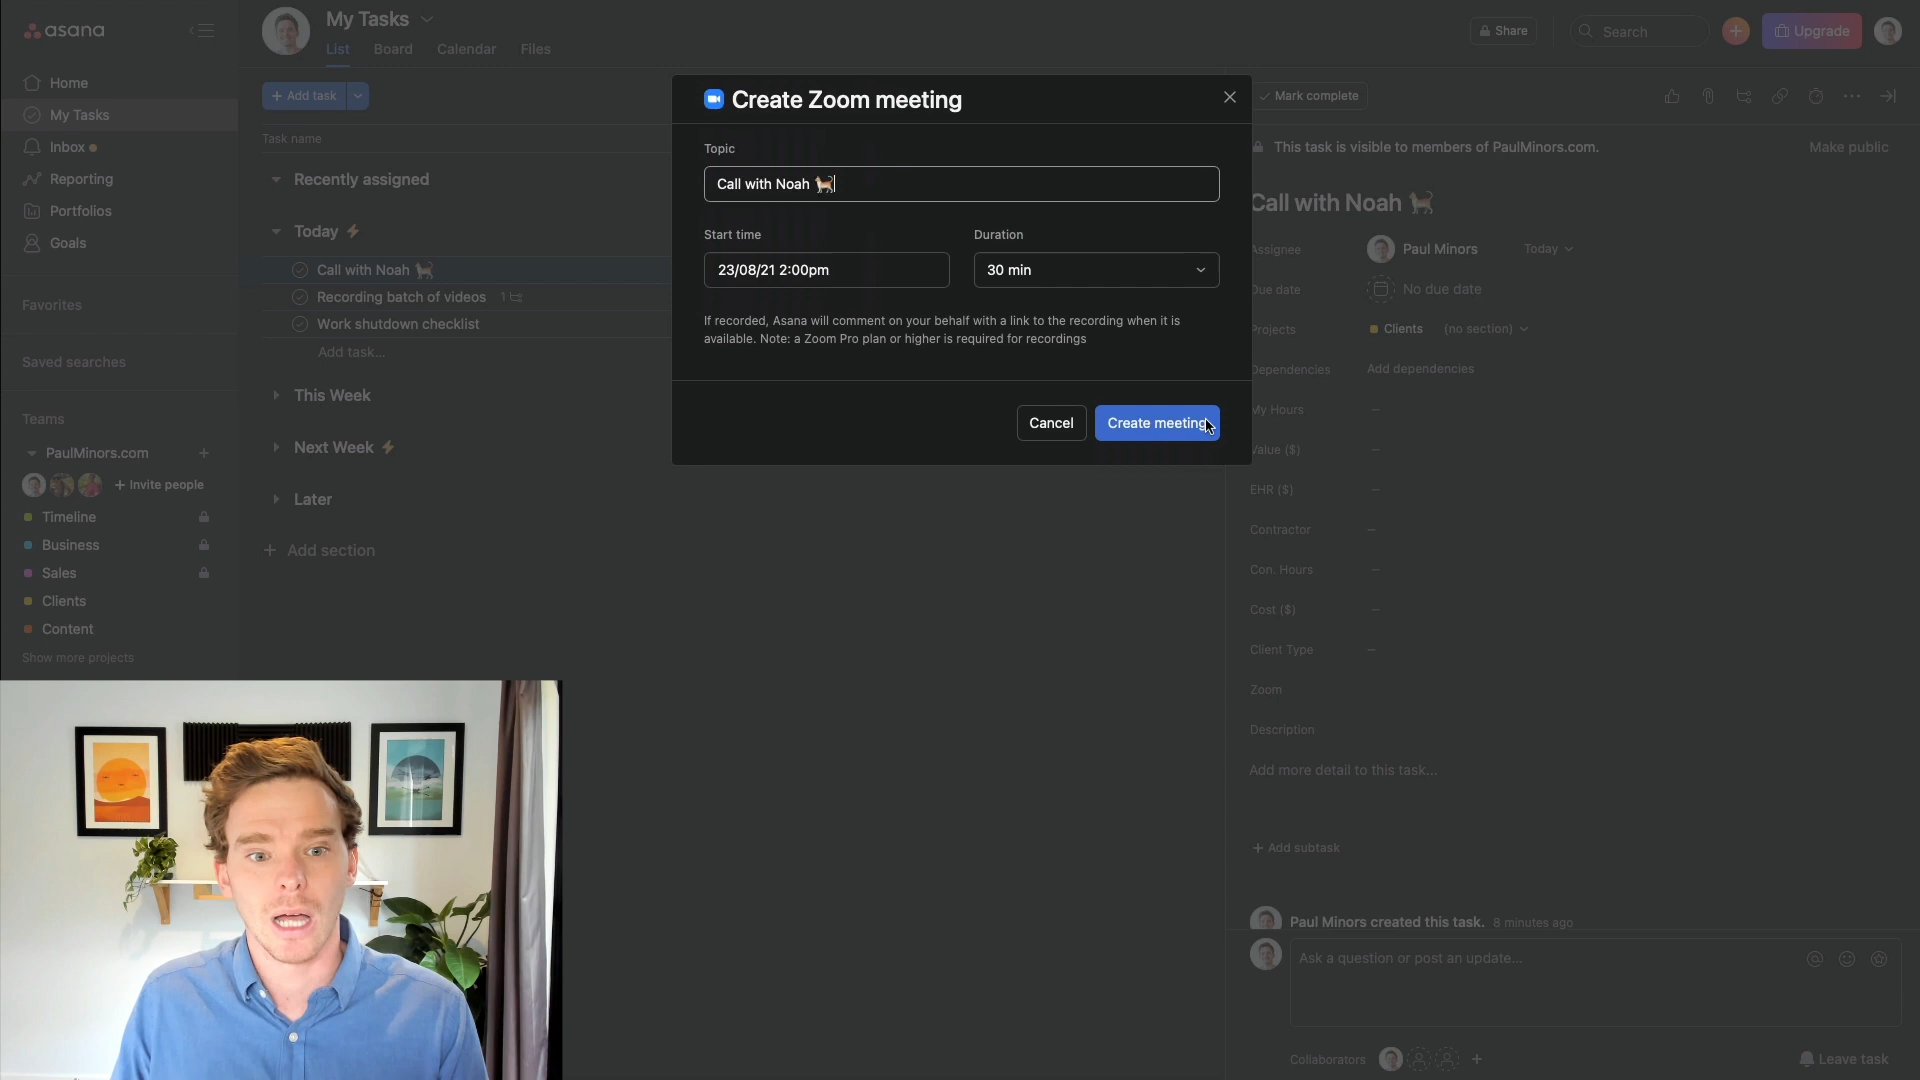 asana
Home
My Tasks
Inbox
Reporting
Portfolios
Goals
Favorites
Saved searches
Teams
PaulMinors.com +
+ Invite people
Timeline
Business
Sales
Clients
Content
Show more projects
My Tasks
List Board Calendar Files
Share
Search
Upgrade
+ Add task
Task name
Recently assigned
Today ⚡
Call with Noah 🐈
Recording batch of videos 1
Work shutdown checklist
Add task...
This Week
Next Week ⚡
Later
+ Add section
Create Zoom meeting
Topic
Call with Noah 🐈
Start time Duration
23/08/21 2:00pm 30 min
If recorded, Asana will comment on your behalf with a link to the recording when it is
available. Note: a Zoom Pro plan or higher is required for recordings
Cancel Create meeting
Mark complete
This task is visible to members of PaulMinors.com. Make public
Call with Noah 🐈
Assignee Paul Minors Today
Due date No due date
Projects Clients (no section)
Dependencies Add dependencies
My Hours —
Value ($) —
EHR ($) —
Contractor —
Con. Hours —
Cost ($) —
Client Type —
Zoom
Description
Add more detail to this task...
+ Add subtask
Paul Minors created this task. 8 minutes ago
Ask a question or post an update...
Collaborators + Leave task